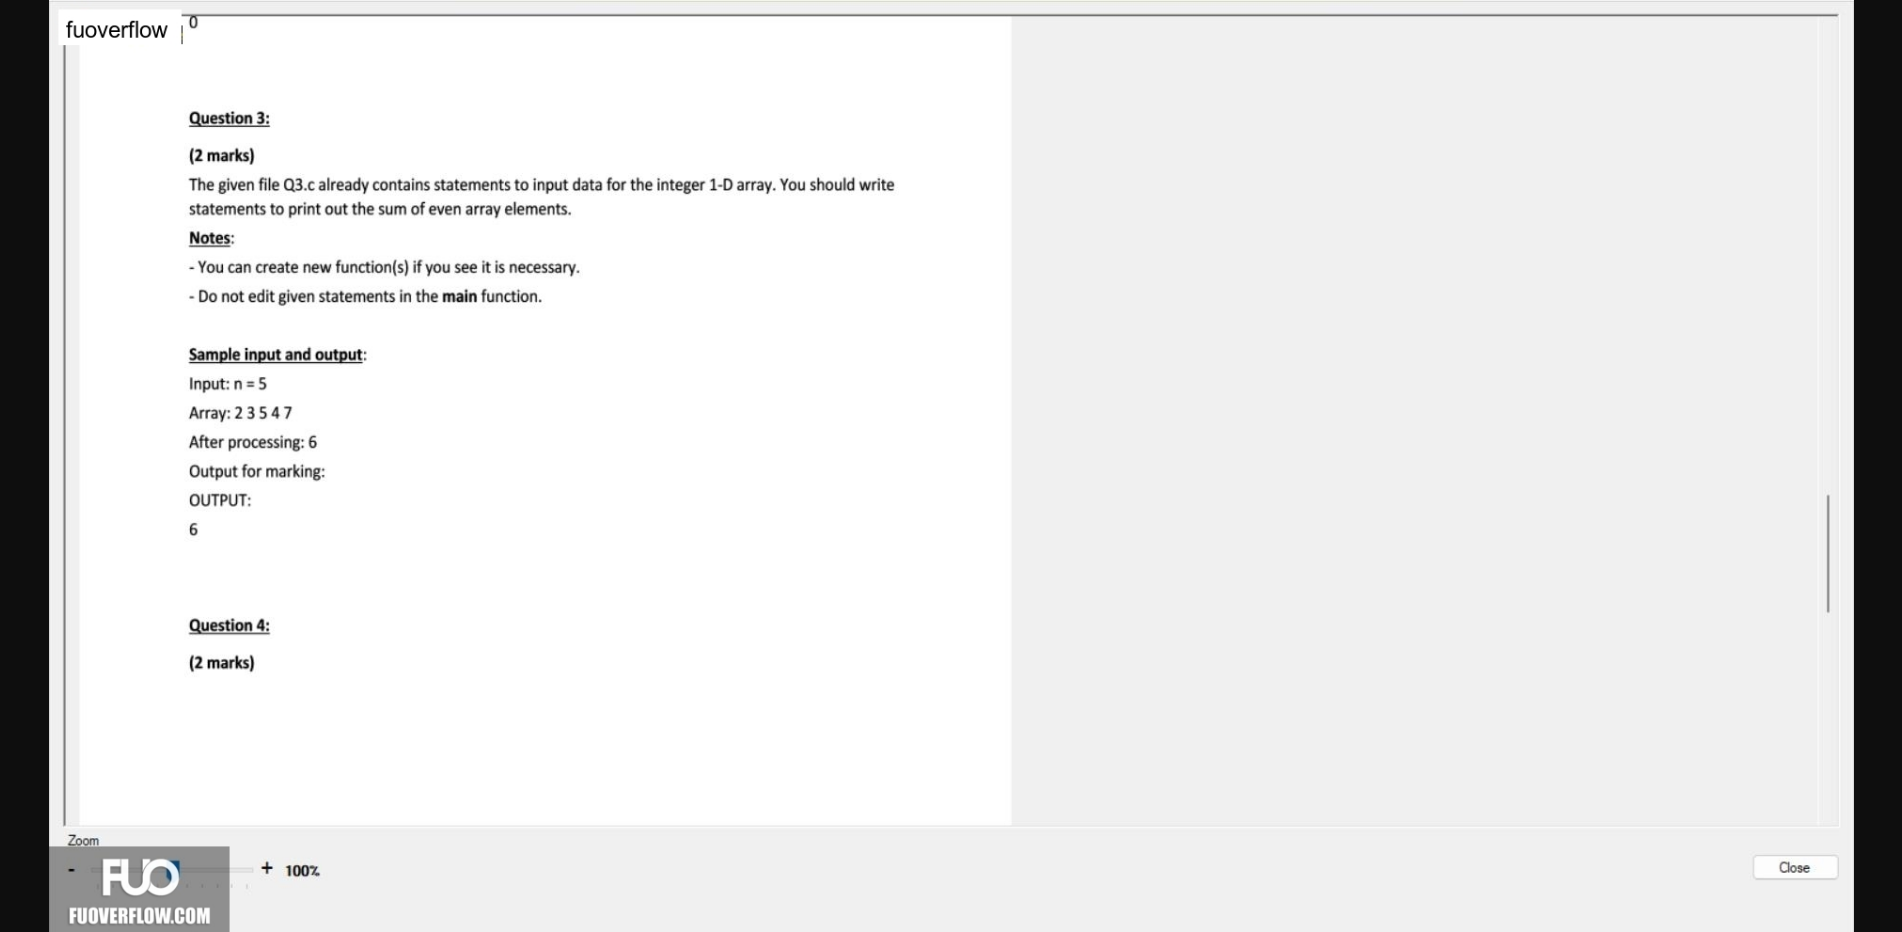 fuoverflow
0
Question 3:
(2 marks)
The given file Q3.c already contains statements to input data for the integer 1-D array. You should write
statements to print out the sum of even array elements.
Notes:
- You can create new function(s) if you see it is necessary.
- Do not edit given statements in the main function.
Sample input and output:
Input: n = 5
Array: 2 3 5 4 7
After processing: 6
Output for marking:
OUTPUT:
6
Question 4:
(2 marks)
Zoom
- + 100%
Close
FUO
FUOVERFLOW.COM